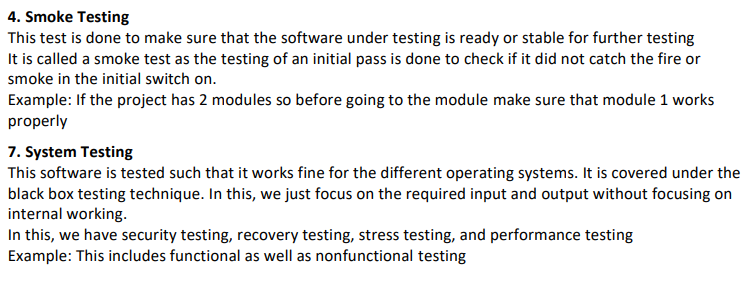 4. Smoke Testing
This test is done to make sure that the software under testing is ready or stable for further testing
It is called a smoke test as the testing of an initial pass is done to check if it did not catch the fire or
smoke in the initial switch on.
Example: If the project has 2 modules so before going to the module make sure that module 1 works
properly
7. System Testing
This software is tested such that it works fine for the different operating systems. It is covered under the
black box testing technique. In this, we just focus on the required input and output without focusing on
internal working.
In this, we have security testing, recovery testing, stress testing, and performance testing
Example: This includes functional as well as nonfunctional testing